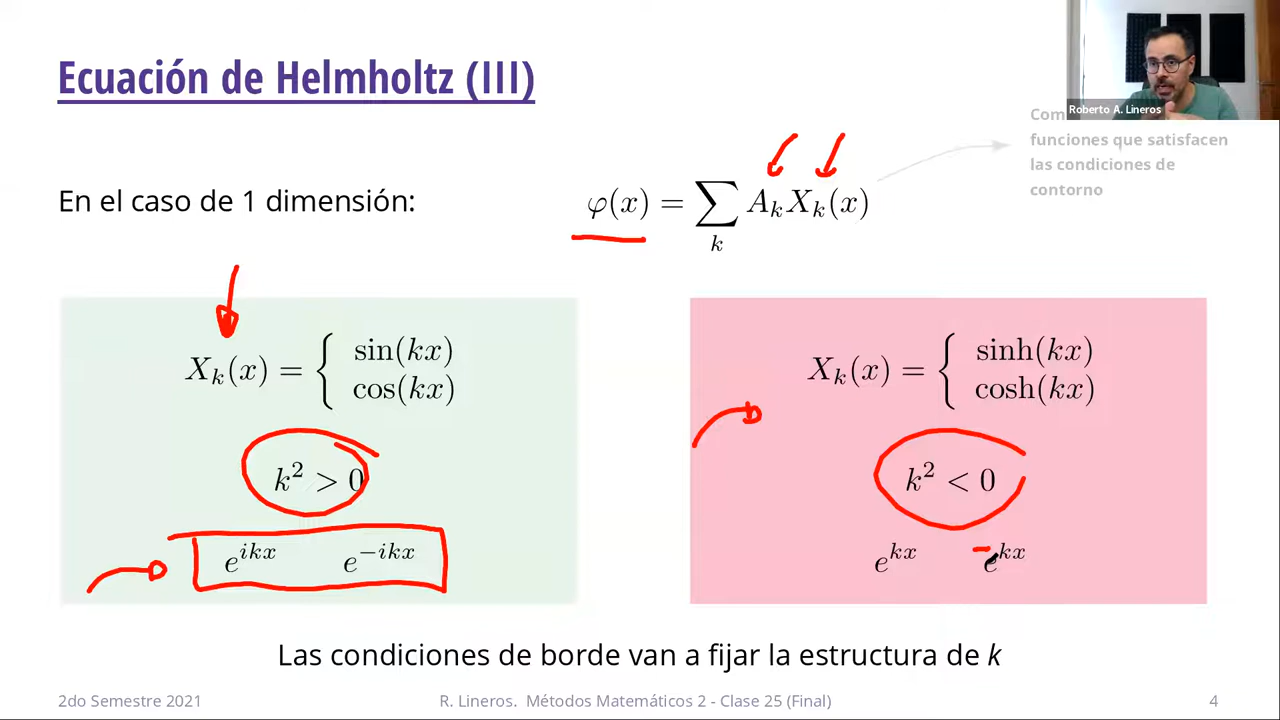 Ecuación de Helmholtz (III)
Roberto A. Lineros
funciones que satisfacen
las condiciones de
contorno
En el caso de 1 dimensión:
φ(x) = ∑_k A_k X_k(x)
X_k(x) = { sin(kx)
cos(kx)
k² > 0
e^{ikx} e^{-ikx}
X_k(x) = { sinh(kx)
cosh(kx)
k² < 0
e^{kx} e^{kx}
Las condiciones de borde van a fijar la estructura de k
2do Semestre 2021
R. Lineros. Métodos Matemáticos 2 - Clase 25 (Final)
4